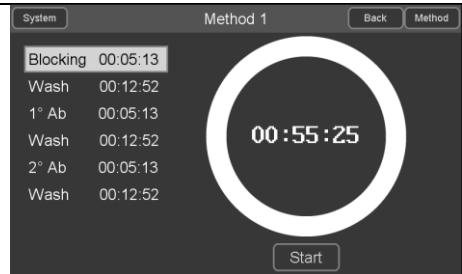 System Method 1 Back Method
Blocking 00:05:13
Wash 00:12:52
1° Ab 00:05:13
Wash 00:12:52
2° Ab 00:05:13
Wash 00:12:52
00:55:25
Start